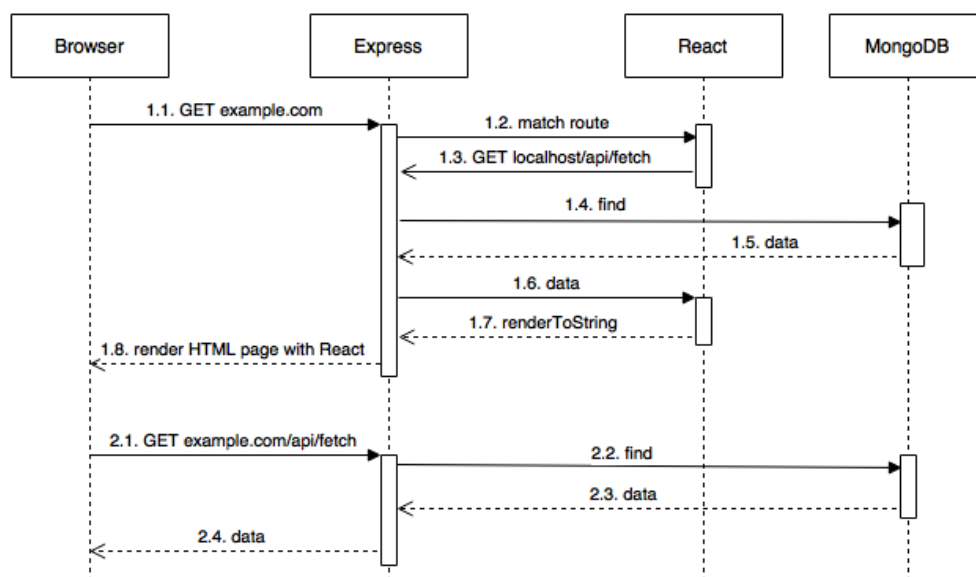 Browser
Express
React
MongoDB
1.1. GET example.com
1.2. match route
1.3. GET localhost/api/fetch
1.4. find
1.5. data
1.6. data
1.7. renderToString
1.8. render HTML page with React
2.1. GET example.com/api/fetch
2.2. find
2.3. data
2.4. data